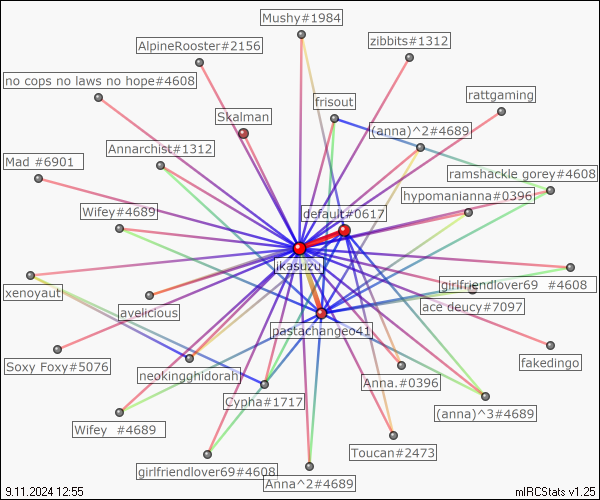 Mushy#1984
AlpineRooster#2156
zibbits#1312
no cops no laws no hope#4608
rattgaming
frisout
Skalman
(anna)^2#4689
Annarchist#1312
Mad #6901
ramshackle gorey#4608
hypomanianna#0396
Wifey#4689
default#0617
ikasuzu
girlfriendlover69 #4608
xenoyaut
ace deucy#7097
avelicious
pastachangeo41
fakedingo
Soxy Foxy#5076
neokingghidorah
Anna.#0396
Cypha#1717
(anna)^3#4689
Wifey #4689
Toucan#2473
girlfriendlover69#4608
Anna^2#4689
9.11.2024 12:55
mIRCStats v1.25